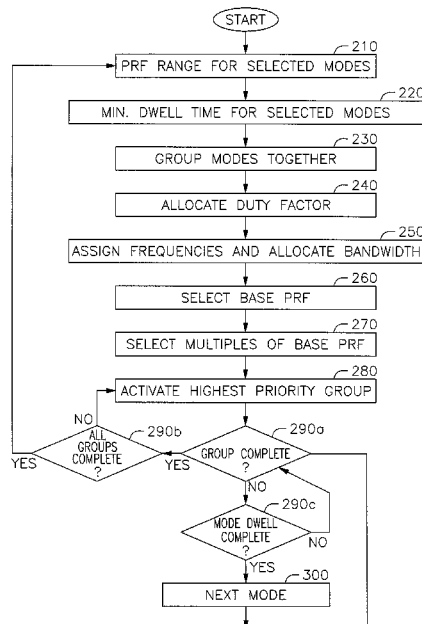 START
210
PRF RANGE FOR SELECTED MODES
220
MIN. DWELL TIME FOR SELECTED MODES
230
GROUP MODES TOGETHER
240
ALLOCATE DUTY FACTOR
250
ASSIGN FREQUENCIES AND ALLOCATE BANDWIDTH
260
SELECT BASE PRF
270
SELECT MULTIPLES OF BASE PRF
280
ACTIVATE HIGHEST PRIORITY GROUP
NO
290b
ALL
GROUPS
COMPLETE
?
YES
290a
GROUP COMPLETE
?
YES
NO
290c
MODE DWELL
COMPLETE
?
NO
YES
300
NEXT MODE